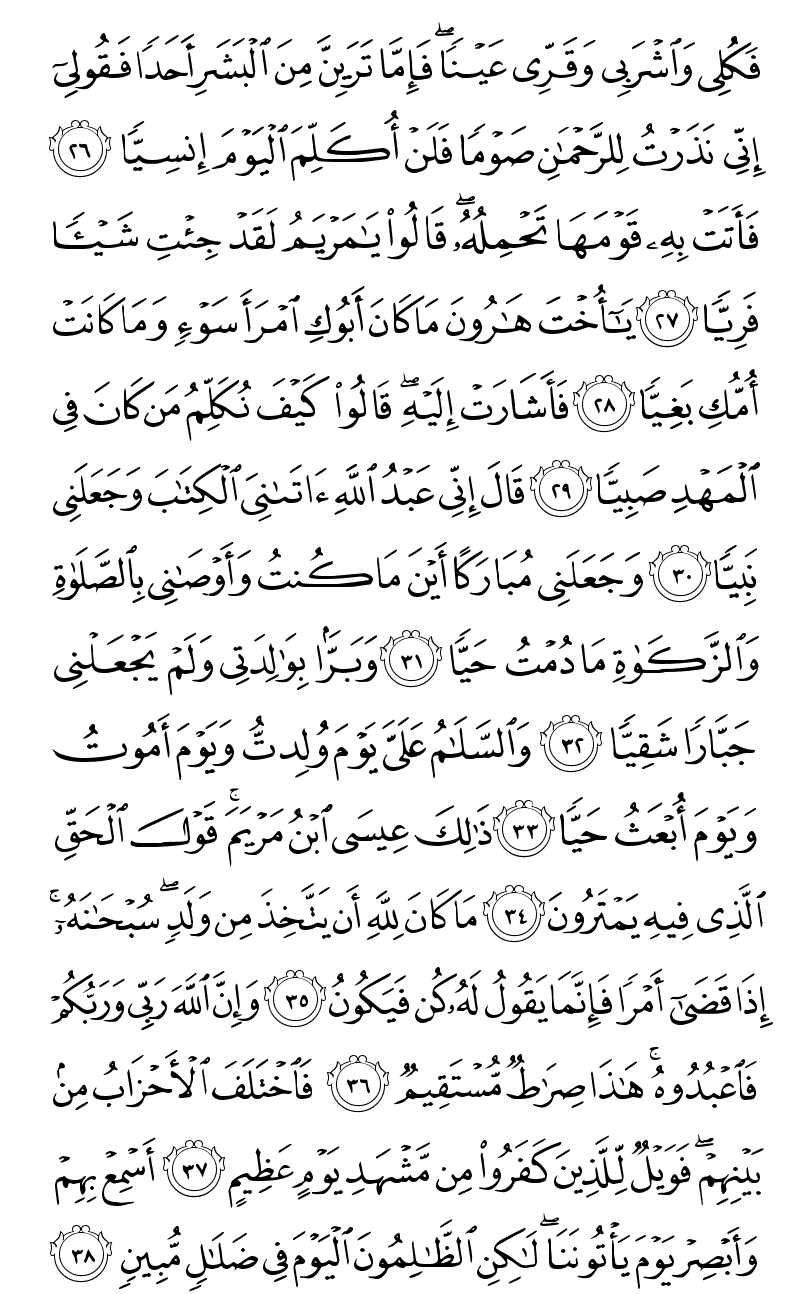 فَكُلِى وَٱشْرَبِى وَقَرِّى عَيْنًا ۖ فَإِمَّا تَرَيِنَّ مِنَ ٱلْبَشَرِ أَحَدًا فَقُولِىٓ
إِنِّى نَذَرْتُ لِلرَّحْمَـٰنِ صَوْمًا فَلَنْ أُكَلِّمَ ٱلْيَوْمَ إِنسِيًّا ٢٦
فَأَتَتْ بِهِۦ قَوْمَهَا تَحْمِلُهُۥ ۖ قَالُوا۟ يَـٰمَرْيَمُ لَقَدْ جِئْتِ شَيْـًٔا
فَرِيًّا ٢٧ يَـٰٓأُخْتَ هَـٰرُونَ مَا كَانَ أَبُوكِ ٱمْرَأَ سَوْءٍ وَمَا كَانَتْ
أُمُّكِ بَغِيًّا ٢٨ فَأَشَارَتْ إِلَيْهِ ۖ قَالُوا۟ كَيْفَ نُكَلِّمُ مَن كَانَ فِى
ٱلْمَهْدِ صَبِيًّا ٢٩ قَالَ إِنِّى عَبْدُ ٱللَّهِ ءَاتَىٰنِىَ ٱلْكِتَـٰبَ وَجَعَلَنِى
نَبِيًّا ٣٠ وَجَعَلَنِى مُبَارَكًا أَيْنَ مَا كُنتُ وَأَوْصَـٰنِى بِٱلصَّلَوٰةِ
وَٱلزَّكَوٰةِ مَا دُمْتُ حَيًّا ٣١ وَبَرًّۢا بِوَٰلِدَتِى وَلَمْ يَجْعَلْنِى
جَبَّارًا شَقِيًّا ٣٢ وَٱلسَّلَـٰمُ عَلَىَّ يَوْمَ وُلِدتُّ وَيَوْمَ أَمُوتُ
وَيَوْمَ أُبْعَثُ حَيًّا ٣٣ ذَٰلِكَ عِيسَى ٱبْنُ مَرْيَمَ ۚ قَوْلَ ٱلْحَقِّ
ٱلَّذِى فِيهِ يَمْتَرُونَ ٣٤ مَا كَانَ لِلَّهِ أَن يَتَّخِذَ مِن وَلَدٍ ۖ سُبْحَـٰنَهُۥٓ ۚ
إِذَا قَضَىٰٓ أَمْرًا فَإِنَّمَا يَقُولُ لَهُۥ كُن فَيَكُونُ ٣٥ وَإِنَّ ٱللَّهَ رَبِّى وَرَبُّكُمْ
فَٱعْبُدُوهُ ۚ هَـٰذَا صِرَٰطٌ مُّسْتَقِيمٌ ٣٦ فَٱخْتَلَفَ ٱلْأَحْزَابُ مِنۢ
بَيْنِهِمْ ۖ فَوَيْلٌ لِّلَّذِينَ كَفَرُوا۟ مِن مَّشْهَدِ يَوْمٍ عَظِيمٍ ٣٧ أَسْمِعْ بِهِمْ
وَأَبْصِرْ يَوْمَ يَأْتُونَنَا ۖ لَـٰكِنِ ٱلظَّـٰلِمُونَ ٱلْيَوْمَ فِى ضَلَـٰلٍ مُّبِينٍ ٣٨